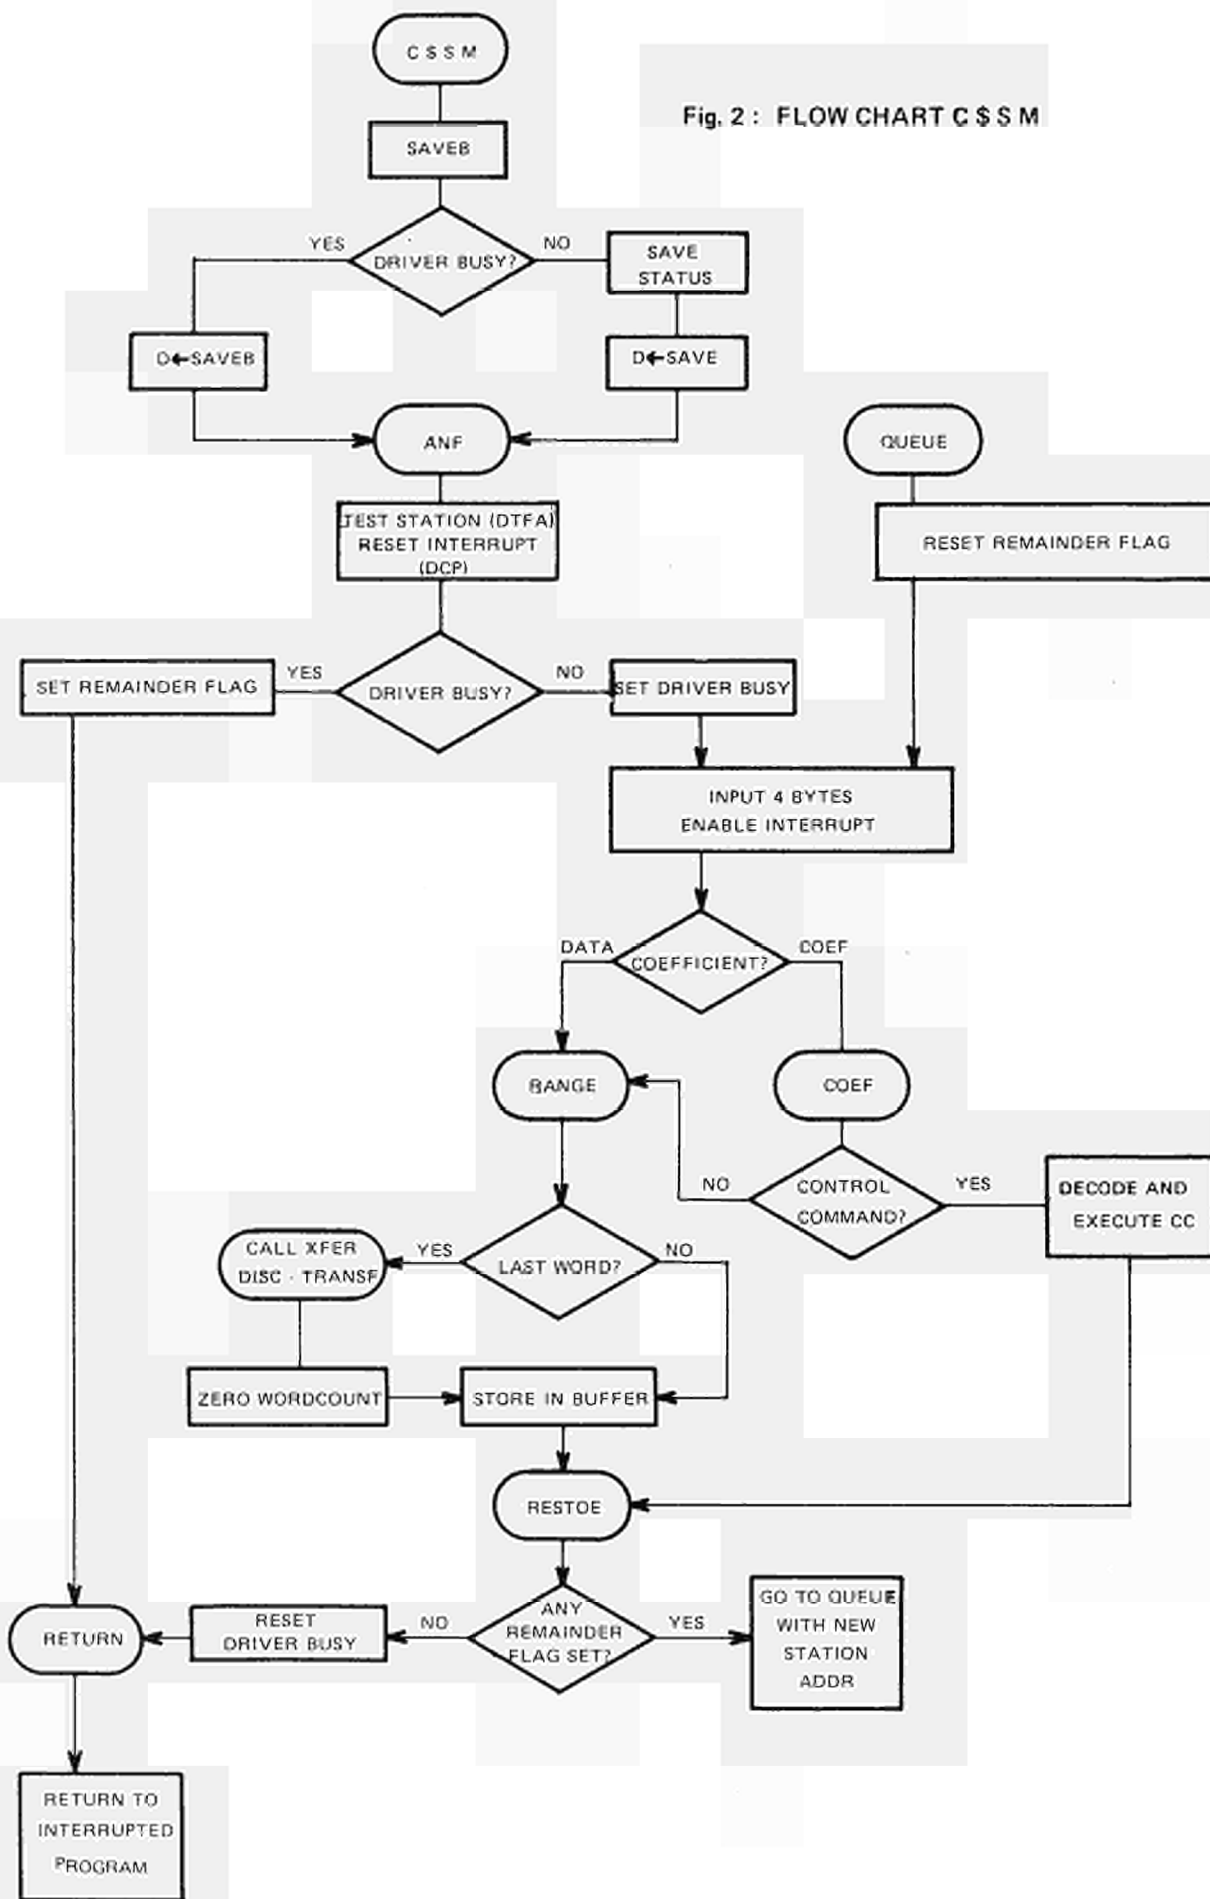 C $ S M
Fig. 2 : FLOW CHART C $ S M
SAVEB
YES
DRIVER BUSY?
NO
SAVE
STATUS
D←SAVEB
D←SAVE
ANF
QUEUE
TEST STATION (DTFA)
RESET INTERRUPT
(DCP)
RESET REMAINDER FLAG
SET REMAINDER FLAG
YES
DRIVER BUSY?
NO
SET DRIVER BUSY
INPUT 4 BYTES
ENABLE INTERRUPT
DATA
COEFFICIENT?
COEF
RANGE
COEF
NO
CONTROL
COMMAND?
YES
DECODE AND
EXECUTE CC
CALL XFER
DISC - TRANSF
YES
LAST WORD?
NO
ZERO WORDCOUNT
STORE IN BUFFER
RESTOE
RETURN
RESET
DRIVER BUSY
NO
ANY
REMAINDER
FLAG SET?
YES
GO TO QUEUE
WITH NEW
STATION
ADDR
RETURN TO
INTERRUPTED
PROGRAM